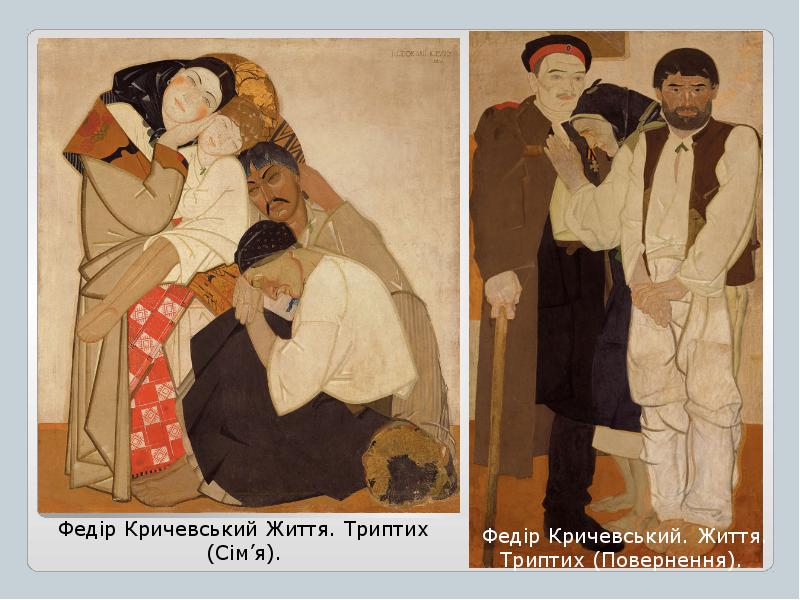 Федір Кричевський Життя. Триптих
(Сім’я).
Федір Кричевський. Життя.
Триптих (Повернення).